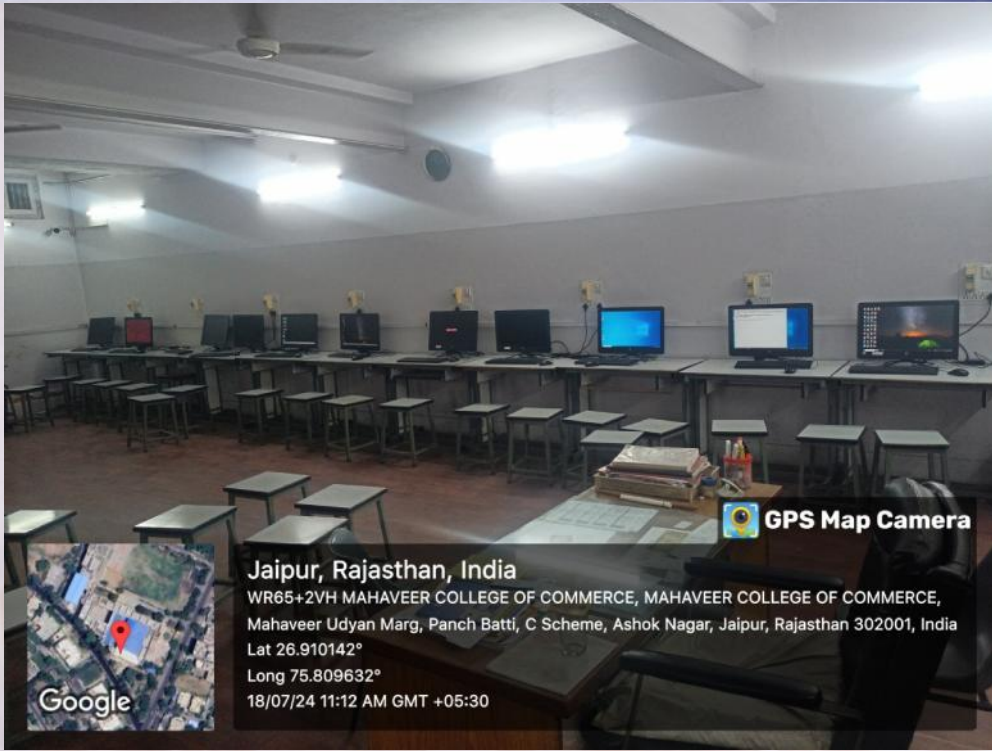 GPS Map Camera
Jaipur, Rajasthan, India
WR65+2VH MAHAVEER COLLEGE OF COMMERCE, MAHAVEER COLLEGE OF COMMERCE,
Mahaveer Udyan Marg, Panch Batti, C Scheme, Ashok Nagar, Jaipur, Rajasthan 302001, India
Lat 26.910142°
Long 75.809632°
18/07/24 11:12 AM GMT +05:30
Google